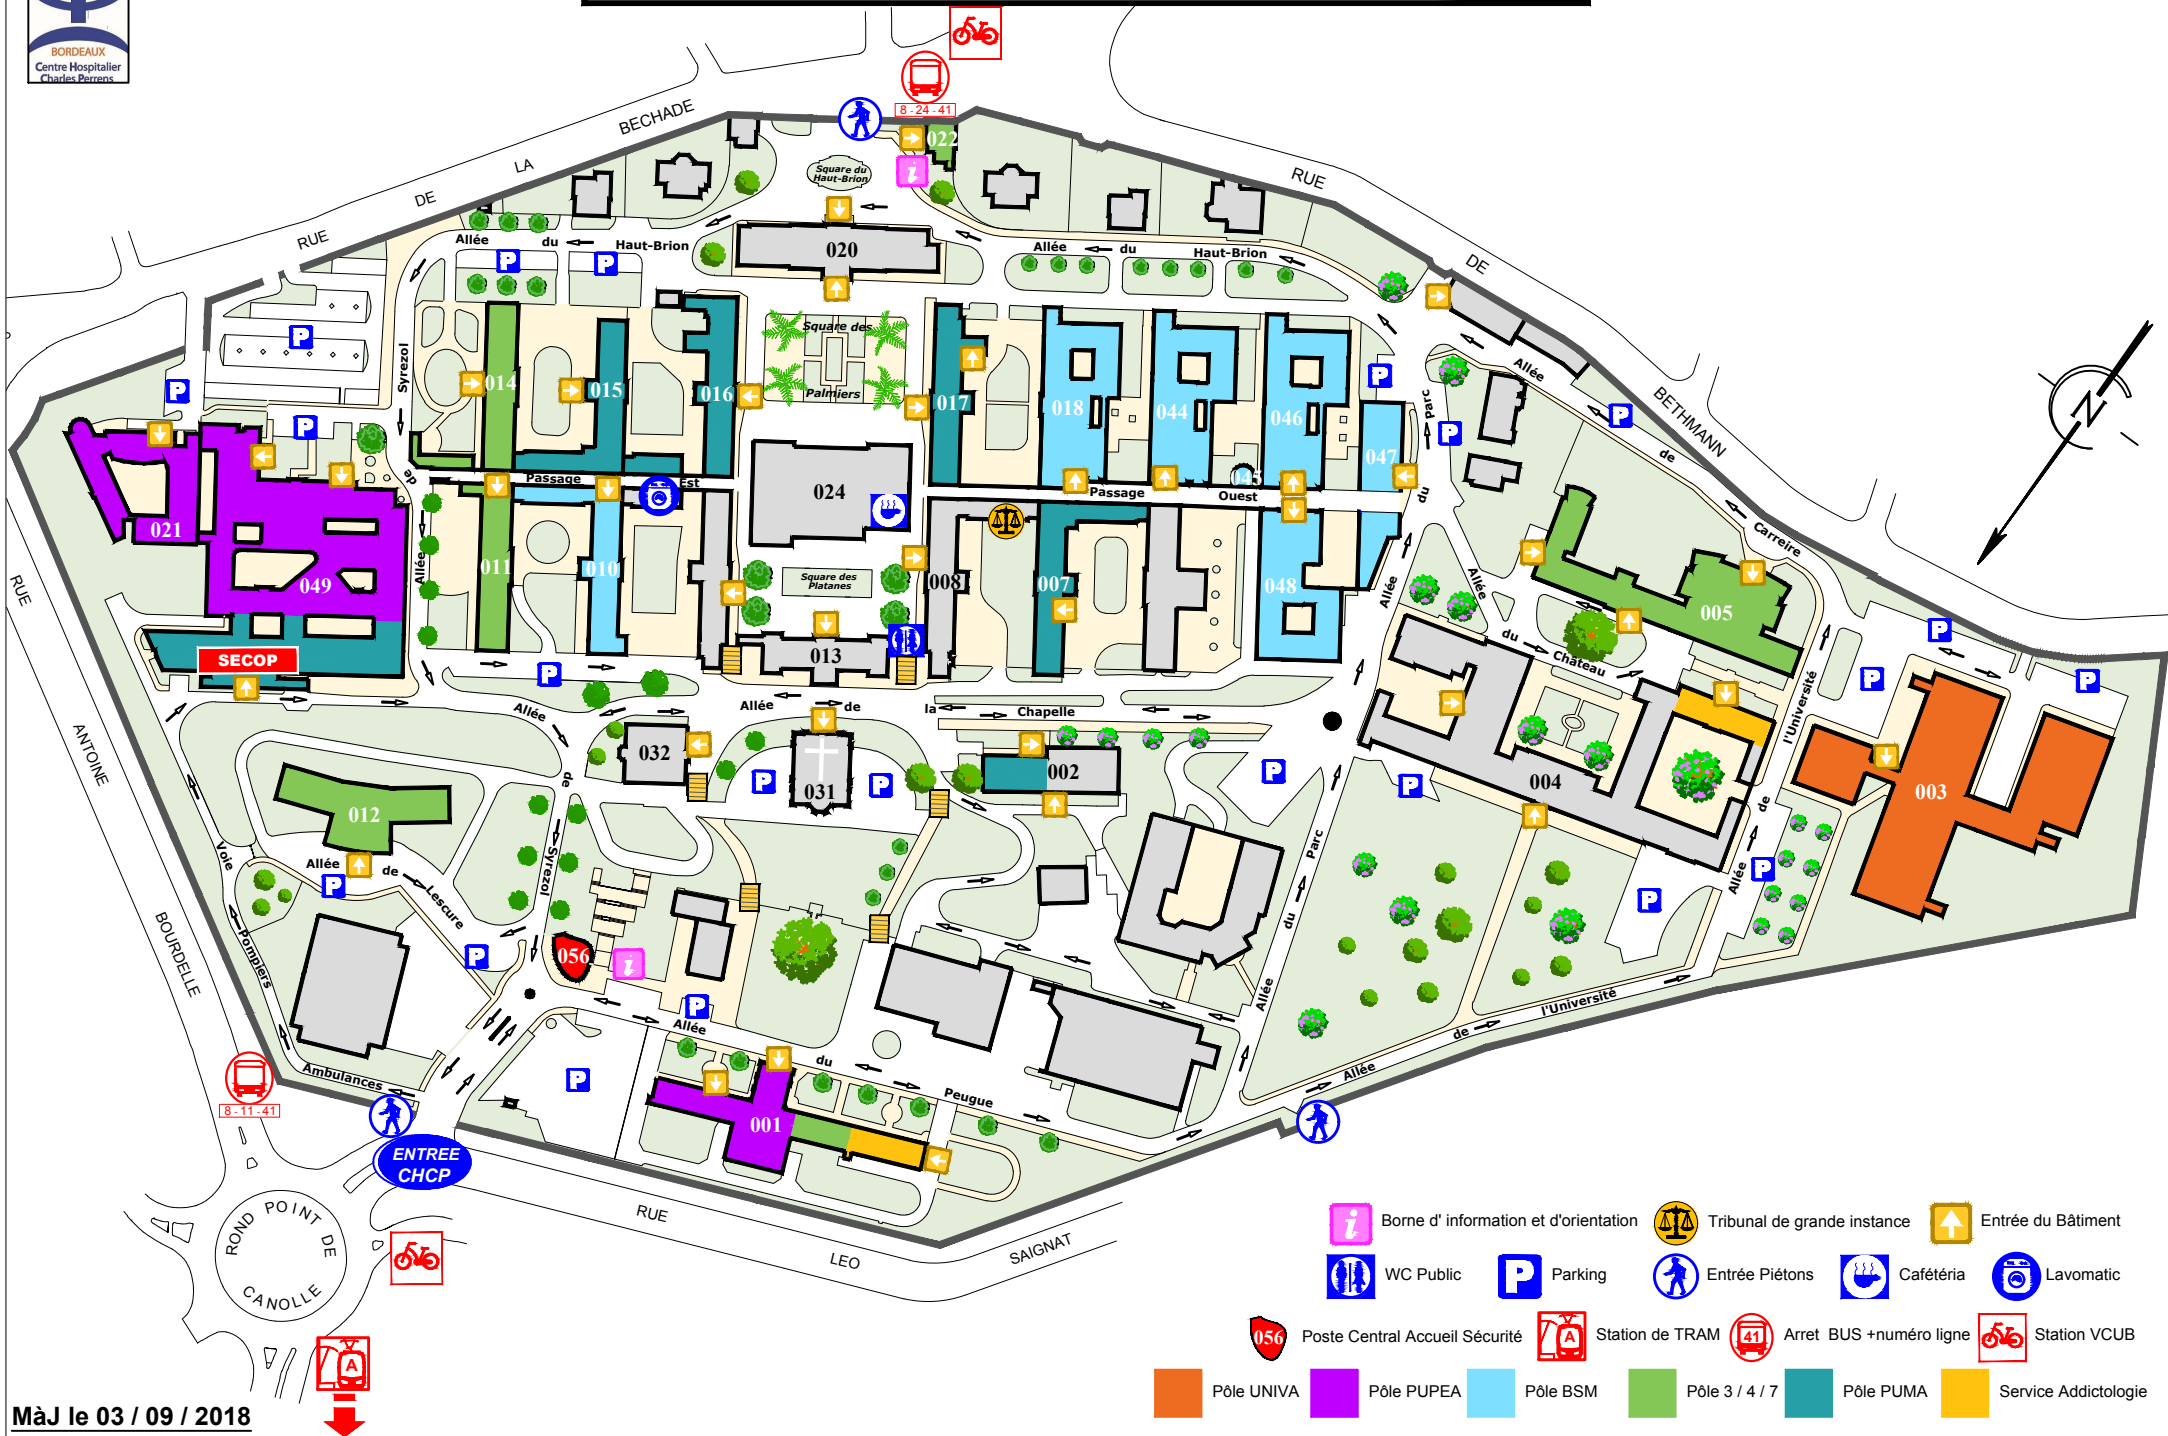 BORDEAUX
Centre Hospitalier
Charles Perrens
8 - 24 - 41
RUE DE LA BECHADE
RUE DE BETHMANN
022
Square du
Haut-Brion
Allée du Haut-Brion
020
Allée du Haut-Brion
Square des
Palmiers
Allée de Syrezol
014
015
016
017
018
044
046
047
045
Passage Est
Passage Ouest
024
021
049
SECOP
011
010
008
007
048
Square des
Platanes
013
Allée du Parc
Allée de Carreire
005
Allée du Château
004
003
Allée de l'Université
N
Allée de la Chapelle
032
031
002
012
Allée de Lescure
Allée de Syrezol
056
Voie Pompiers
Ambulances
Allée du Parc
Allée de l'Université
Allée du Peugue
001
RUE ANTOINE BOURDELLE
8 - 11 - 41
ENTREE
CHCP
ROND POINT DE
CANOLLE
RUE LEO SAIGNAT
A
Borne d' information et d'orientation
Tribunal de grande instance
Entrée du Bâtiment
WC Public
P Parking
Entrée Piétons
Cafétéria
Lavomatic
056 Poste Central Accueil Sécurité
A Station de TRAM
41 Arret BUS +numéro ligne
Station VCUB
Pôle UNIVA
Pôle PUPEA
Pôle BSM
Pôle 3 / 4 / 7
Pôle PUMA
Service Addictologie
MàJ le 03 / 09 / 2018